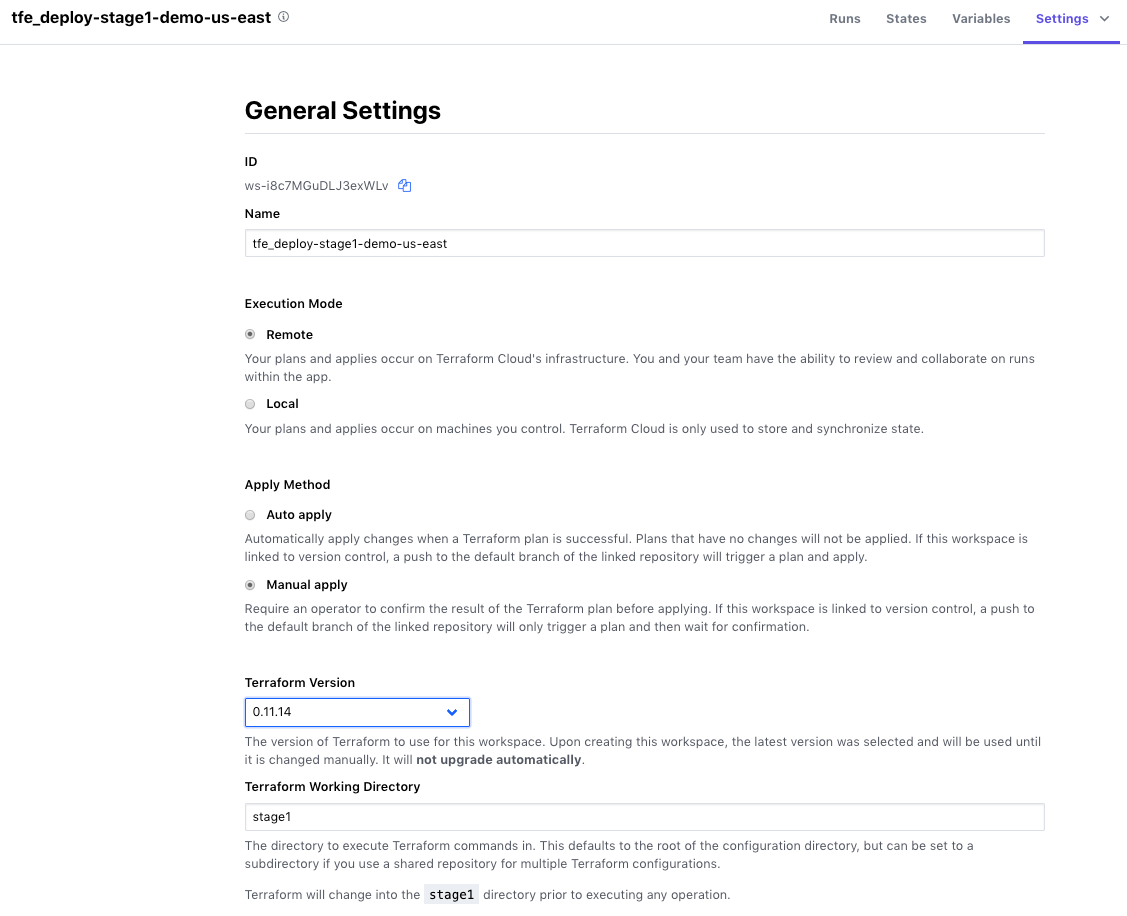 tfe_deploy-stage1-demo-us-east
Runs States Variables Settings
General Settings
ID
ws-i8c7MGuDLJ3exWLv
Name
tfe_deploy-stage1-demo-us-east
Execution Mode
Remote
Your plans and applies occur on Terraform Cloud's infrastructure. You and your team have the ability to review and collaborate on runs
within the app.
Local
Your plans and applies occur on machines you control. Terraform Cloud is only used to store and synchronize state.
Apply Method
Auto apply
Automatically apply changes when a Terraform plan is successful. Plans that have no changes will not be applied. If this workspace is
linked to version control, a push to the default branch of the linked repository will trigger a plan and apply.
Manual apply
Require an operator to confirm the result of the Terraform plan before applying. If this workspace is linked to version control, a push to
the default branch of the linked repository will only trigger a plan and then wait for confirmation.
Terraform Version
0.11.14
The version of Terraform to use for this workspace. Upon creating this workspace, the latest version was selected and will be used until
it is changed manually. It will not upgrade automatically.
Terraform Working Directory
stage1
The directory to execute Terraform commands in. This defaults to the root of the configuration directory, but can be set to a
subdirectory if you use a shared repository for multiple Terraform configurations.
Terraform will change into the stage1 directory prior to executing any operation.